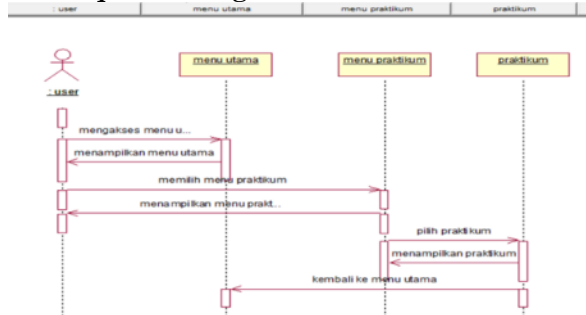 : user
menu utama
menu praktikum
praktikum
menu utama
menu praktikum
praktikum
: user
mengakses menu u...
menampilkan menu utama
memilih menu praktikum
menampilkan menu prakt...
pilih praktikum
menampilkan praktikum
kembali ke menu utama